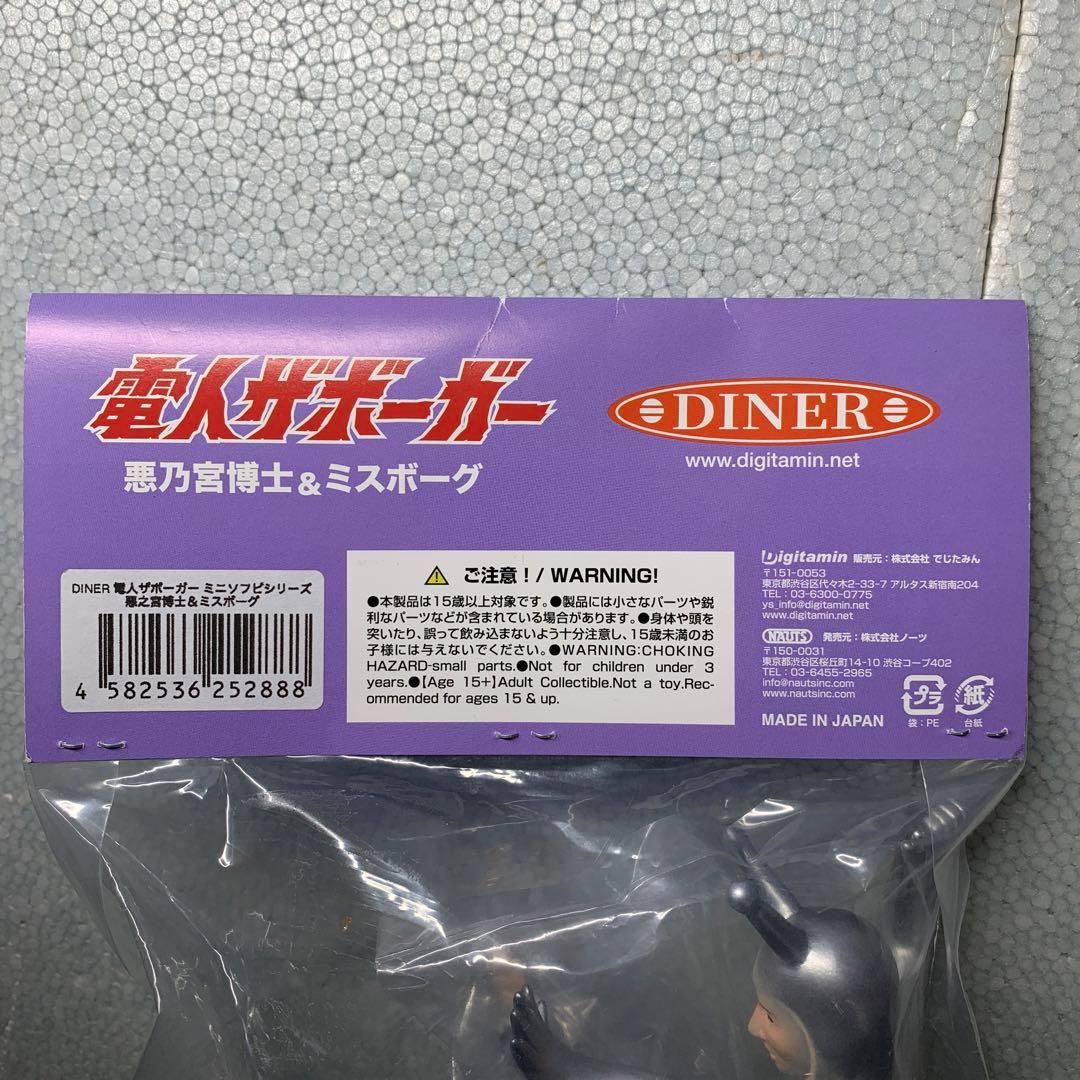 電人ザボーガー
悪乃宮博士&ミスボーグ
DINER
www.digitamin.net
DINER 電人ザボーガー ミニソフビシリーズ
悪之宮博士&ミスボーグ
4 582536 252888
ご注意!/ WARNING!
●本製品は15歳以上対象です。●製品には小さなパーツや鋭
利なパーツなどが含まれている場合があります。●身体や頭を
突いたり、誤って飲み込まないよう十分注意し、15歳未満のお
子様には与えないでください。●WARNING:CHOKING
HAZARD-small parts.●Not for children under 3
years.●[Age 15+]Adult Collectible.Not a toy.Rec-
ommended for ages 15 & up.
Digitamin 販売元:株式会社 でじたみん
〒151-0053
東京都渋谷区代々木2-33-7 アルタス新宿南204
TEL:03-6300-0775
ys_info@digitamin.net
www.digitamin.net
NAUTS 発売元:株式会社ノーツ
〒150-0031
東京都渋谷区桜丘町14-10 渋谷コープ402
TEL:03-6455-2965
info@nautsinc.com
www.nautsinc.com
MADE IN JAPAN
プラ
袋:PE
紙
台紙